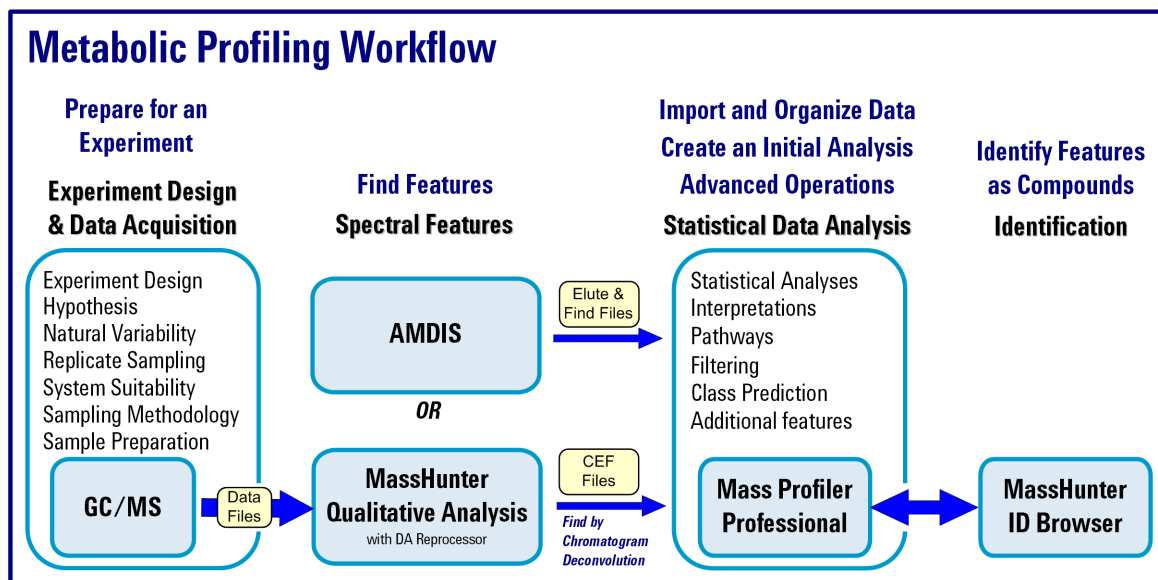 Metabolic Profiling Workflow
Prepare for an
Experiment
Experiment Design
& Data Acquisition
Experiment Design
Hypothesis
Natural Variability
Replicate Sampling
System Suitability
Sampling Methodology
Sample Preparation
GC/MS
Data
Files
Find Features
Spectral Features
AMDIS
OR
MassHunter
Qualitative Analysis
with DA Reprocessor
Elute &
Find Files
CEF
Files
Find by
Chromatogram
Deconvolution
Import and Organize Data
Create an Initial Analysis
Advanced Operations
Statistical Data Analysis
Statistical Analyses
Interpretations
Pathways
Filtering
Class Prediction
Additional features
Mass Profiler
Professional
Identify Features
as Compounds
Identification
MassHunter
ID Browser